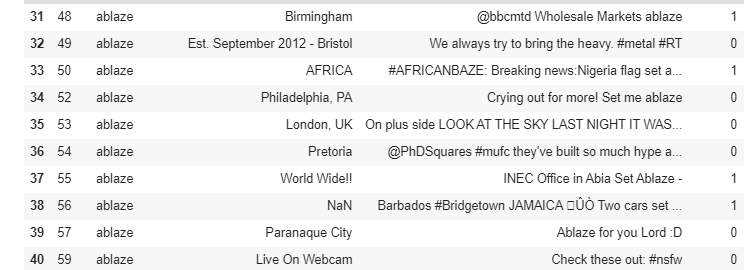 31 48 ablaze Birmingham @bbcmtd Wholesale Markets ablaze 1
32 49 ablaze Est. September 2012 - Bristol We always try to bring the heavy. #metal #RT 0
33 50 ablaze AFRICA #AFRICANBAZE: Breaking news:Nigeria flag set a... 1
34 52 ablaze Philadelphia, PA Crying out for more! Set me ablaze 0
35 53 ablaze London, UK On plus side LOOK AT THE SKY LAST NIGHT IT WAS... 0
36 54 ablaze Pretoria @PhDSquares #mufc they've built so much hype a... 0
37 55 ablaze World Wide!! INEC Office in Abia Set Ablaze - 1
38 56 ablaze NaN Barbados #Bridgetown JAMAICA □ÛÒ Two cars set ... 1
39 57 ablaze Paranaque City Ablaze for you Lord :D 0
40 59 ablaze Live On Webcam Check these out: #nsfw 0